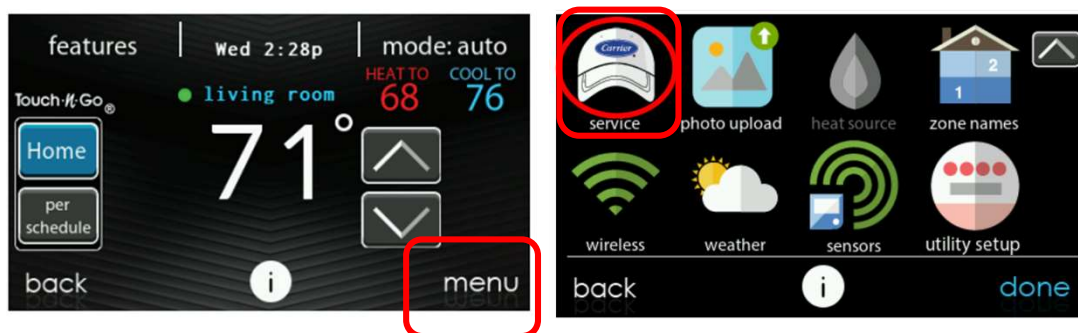 features
Wed 2:28p
mode: auto
HEAT TO
COOL TO
Touch·N·Go®
living room
68
76
Home
71°
per
schedule
back
i
menu
Carrier
service
photo upload
heat source
2
1
zone names
wireless
weather
sensors
utility setup
back
i
done